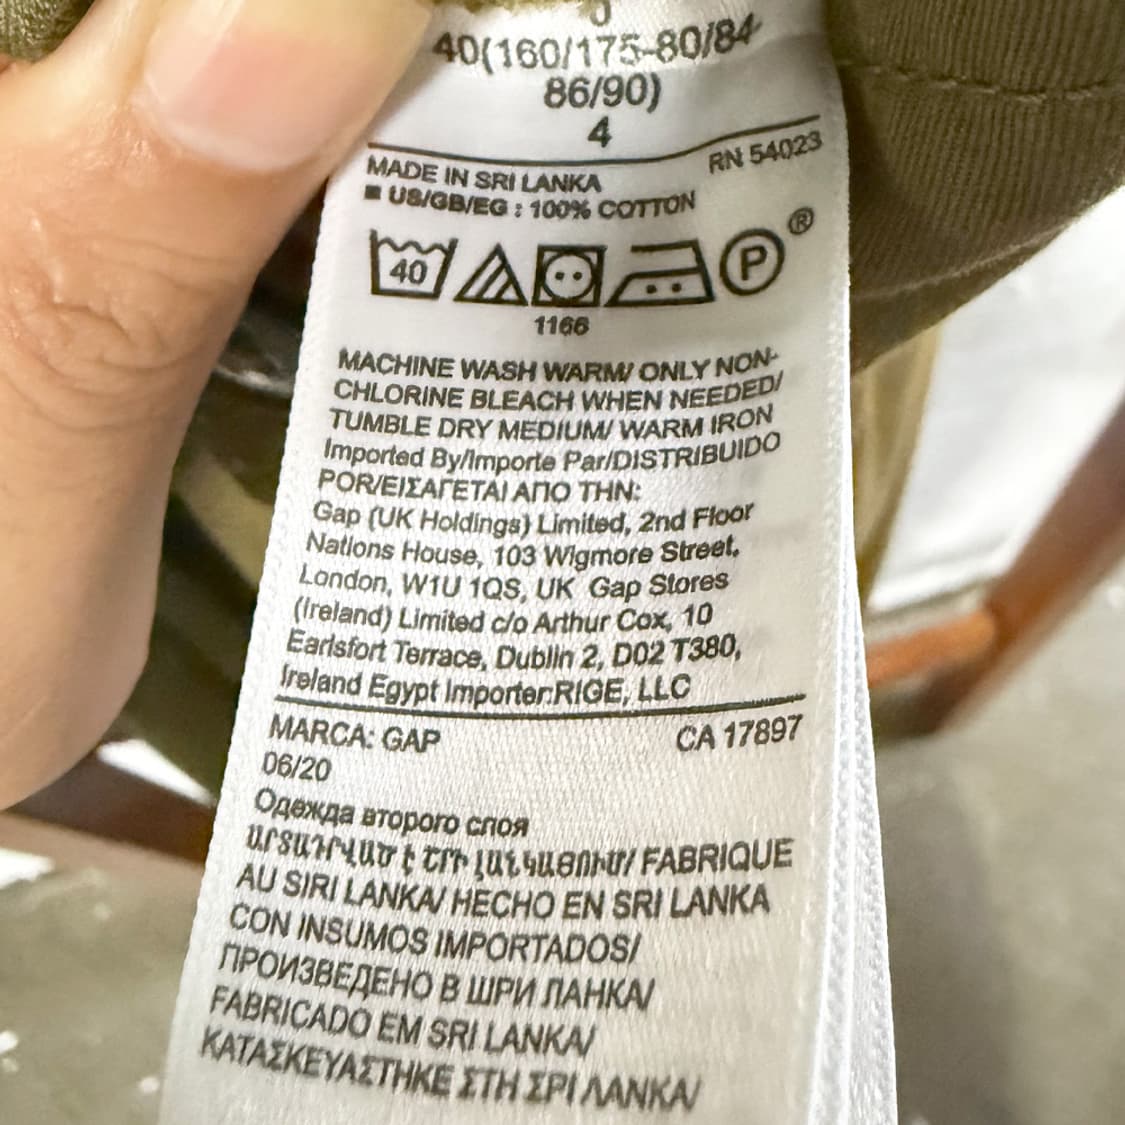 40(160/175-80/84
86/90)
4
RN 54023
MADE IN SRI LANKA
■ US/GB/EG : 100% COTTON
40 P ®
1166
MACHINE WASH WARM/ ONLY NON-
CHLORINE BLEACH WHEN NEEDED/
TUMBLE DRY MEDIUM/ WARM IRON
Imported By/Importe Par/DISTRIBUIDO
POR/ΕΙΣΑΓΕΤΑΙ ΑΠΟ ΤΗΝ:
Gap (UK Holdings) Limited, 2nd Floor
Nations House, 103 Wigmore Street,
London, W1U 1QS, UK Gap Stores
(Ireland) Limited c/o Arthur Cox, 10
Earlsfort Terrace, Dublin 2, D02 T380,
Ireland Egypt Importer:RIGE, LLC
MARCA: GAP CA 17897
06/20
Одежда второго слоя
ԱՐՏԱԴՐՎԱԾ Է ՇՐԻ ԼԱՆԿԱՅՈՒՄ/ FABRIQUE
AU SIRI LANKA/ HECHO EN SRI LANKA
CON INSUMOS IMPORTADOS/
ПРОИЗВЕДЕНО В ШРИ ЛАНКА/
FABRICADO EM SRI LANKA/
ΚΑΤΑΣΚΕΥΑΣΤΗΚΕ ΣΤΗ ΣΡΙ ΛΑΝΚΑ/